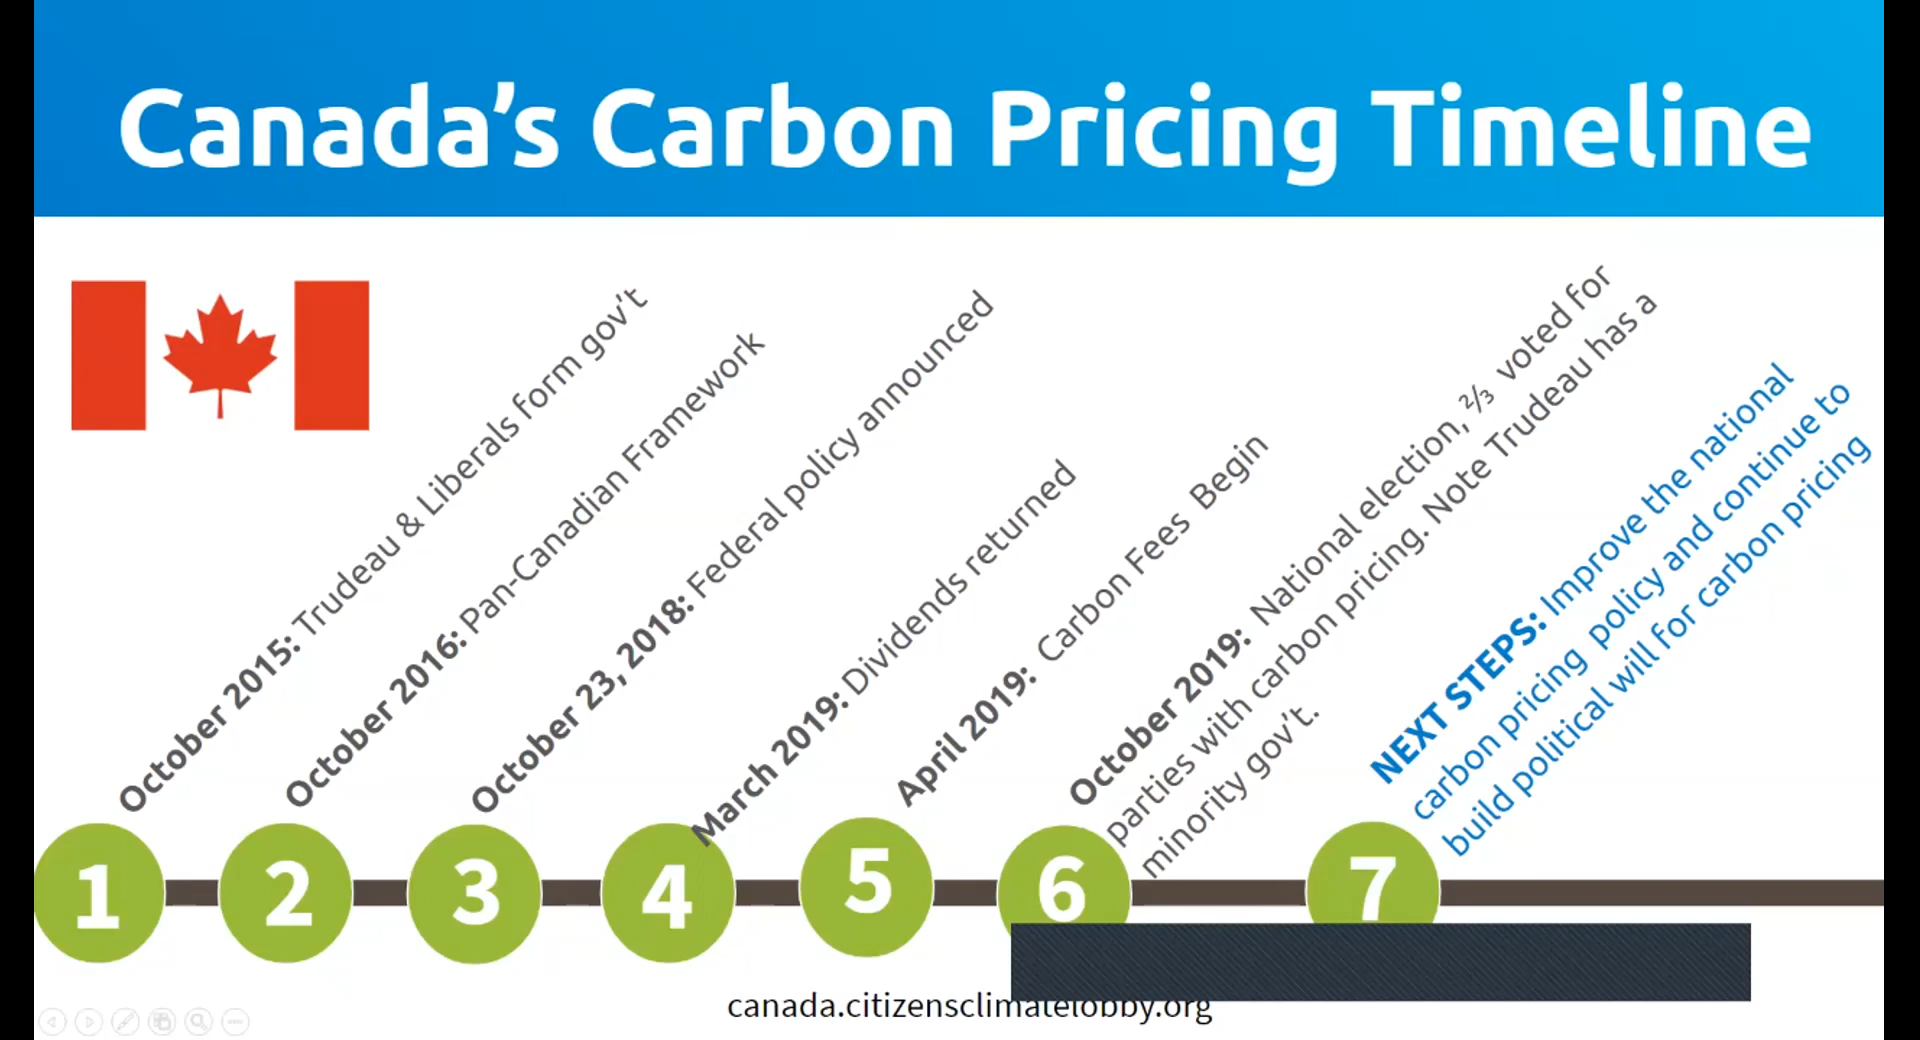 Canada's Carbon Pricing Timeline
October 2015: Trudeau & Liberals form gov't
October 2016: Pan-Canadian Framework
October 23, 2018: Federal policy announced
March 2019: Dividends returned
April 2019: Carbon Fees Begin
October 2019: National election, ⅔ voted for
parties with carbon pricing. Note Trudeau has a
minority gov't.
NEXT STEPS: Improve the national
carbon pricing policy and continue to
build political will for carbon pricing
1 2 3 4 5 6 7
canada.citizensclimatelobby.org